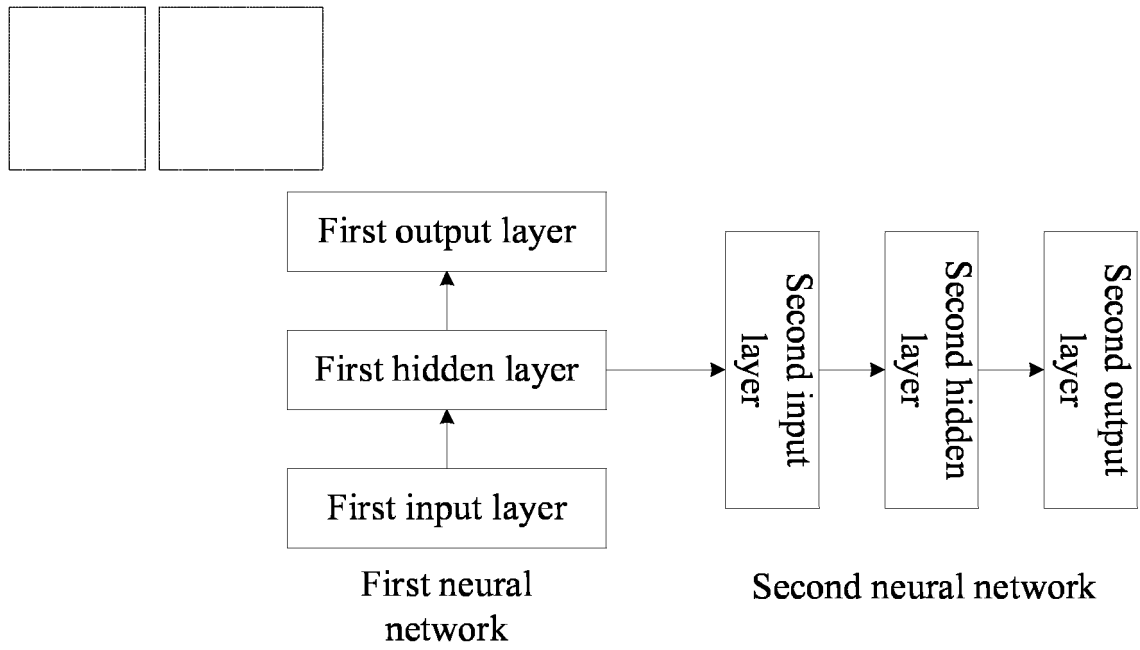 First output layer
First hidden layer
First input layer
First neural
network
Second input
layer
Second hidden
layer
Second output
layer
Second neural network